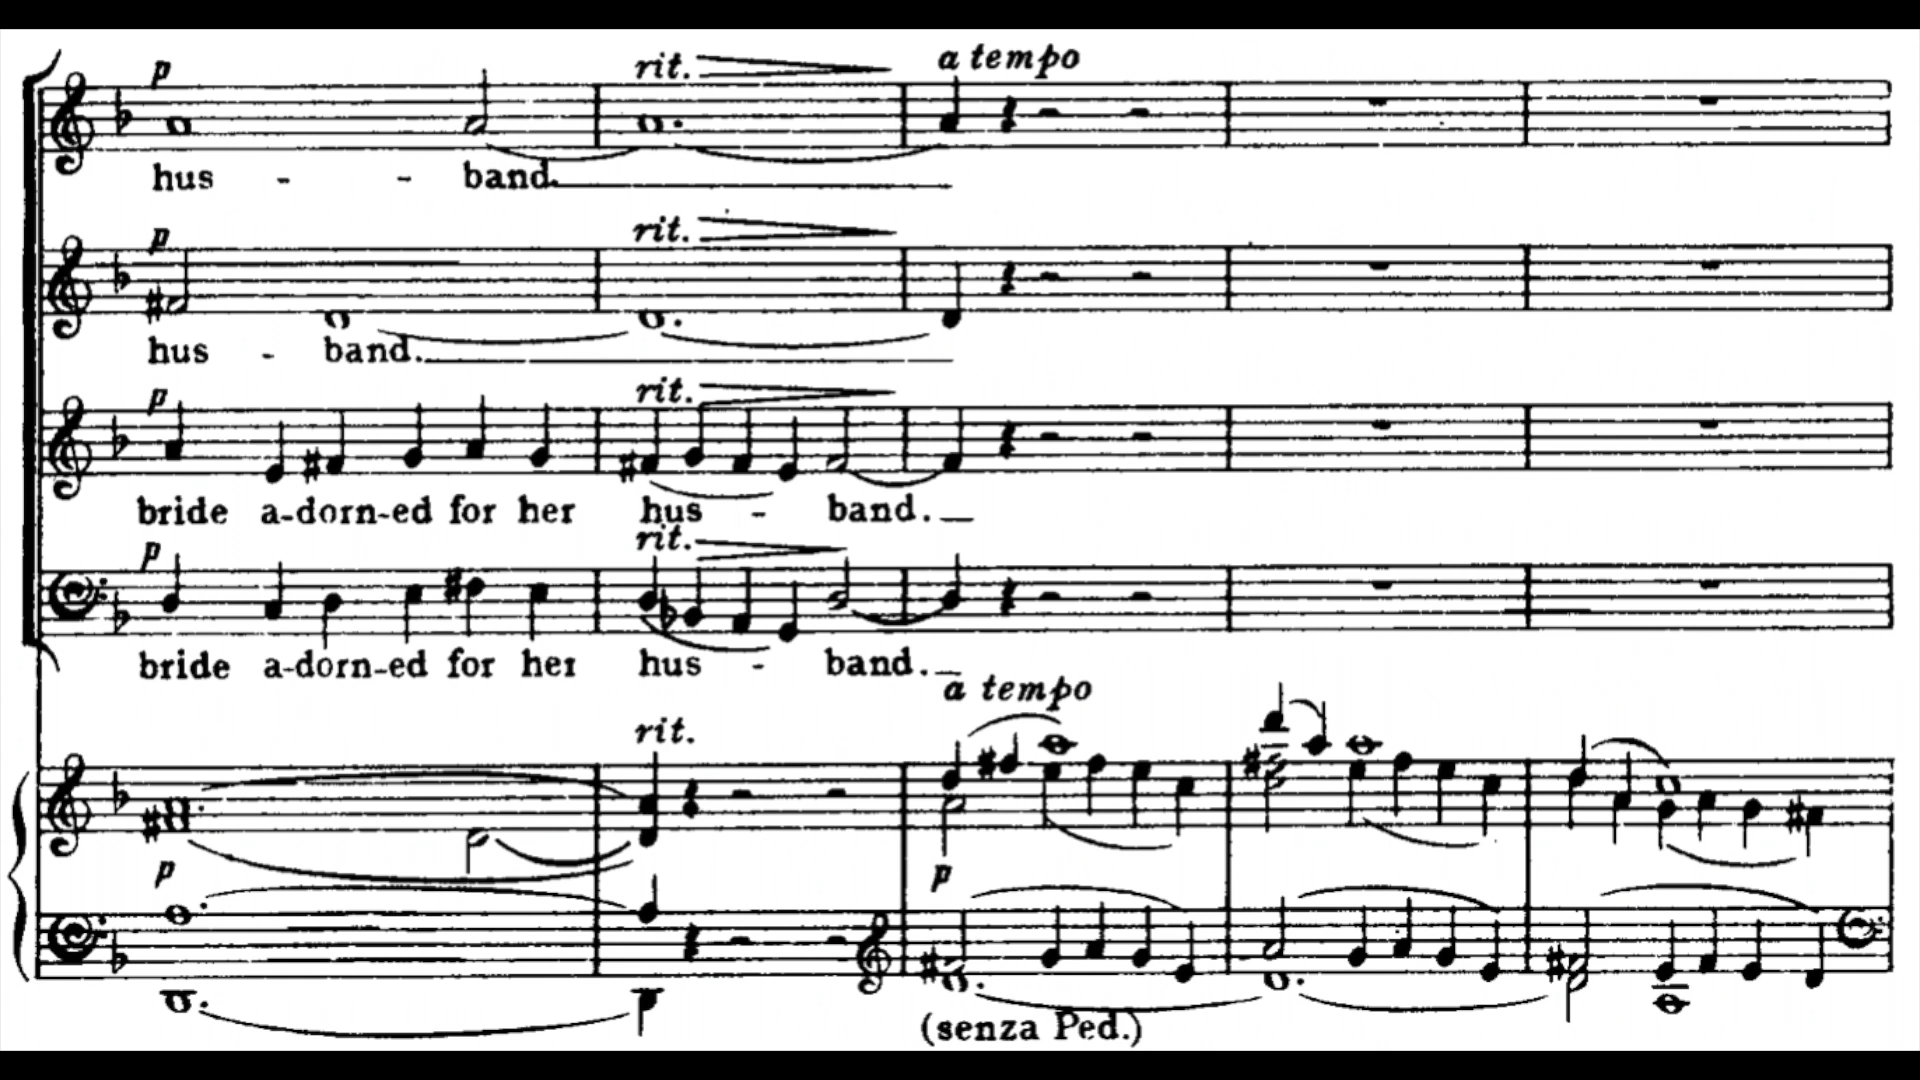 p rit. a tempo
hus - - band.
p rit.
hus - band.
p rit.
bride a-dorn-ed for her hus - band.
p rit.
bride a-dorn-ed for her hus - band.
a tempo
rit.
p p
(senza Ped.)